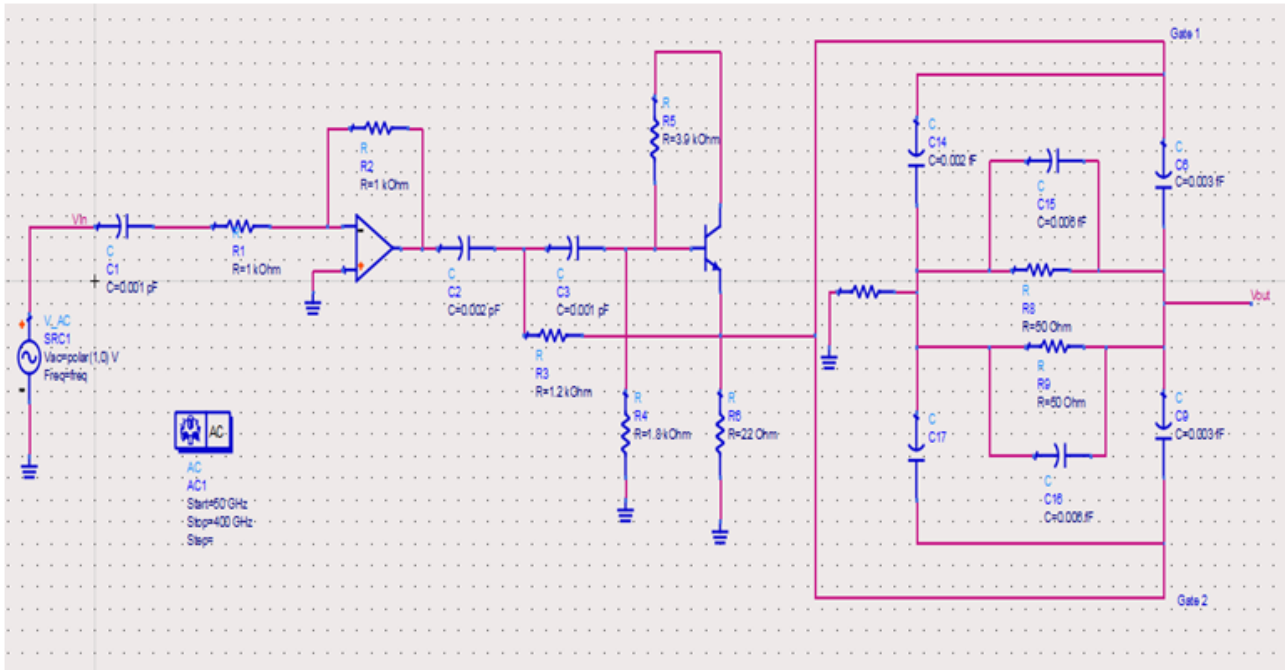 Gate 1
R
R5
R=3.9 kOhm
C
C14
C=0.002 fF
C
C6
C=0.003 fF
R
R2
R=1 kOhm
C
C15
C=0.006 fF
Vin
C
C1
C=0.001 pF
R
R1
R=1 kOhm
C
C2
C=0.002 pF
C
C3
C=0.001 pF
R
R8
R=50 Ohm
Vout
V_AC
SRC1
Vac=polar(1,0) V
Freq=freq
R
R3
R=1.2 kOhm
R
R9
R=50 Ohm
R
R4
R=1.8 kOhm
R
R6
R=22 Ohm
C
C17
C
C9
C=0.003 fF
AC
AC
AC1
Start=50 GHz
Stop=400 GHz
Step=
C
C16
C=0.006 fF
Gate 2